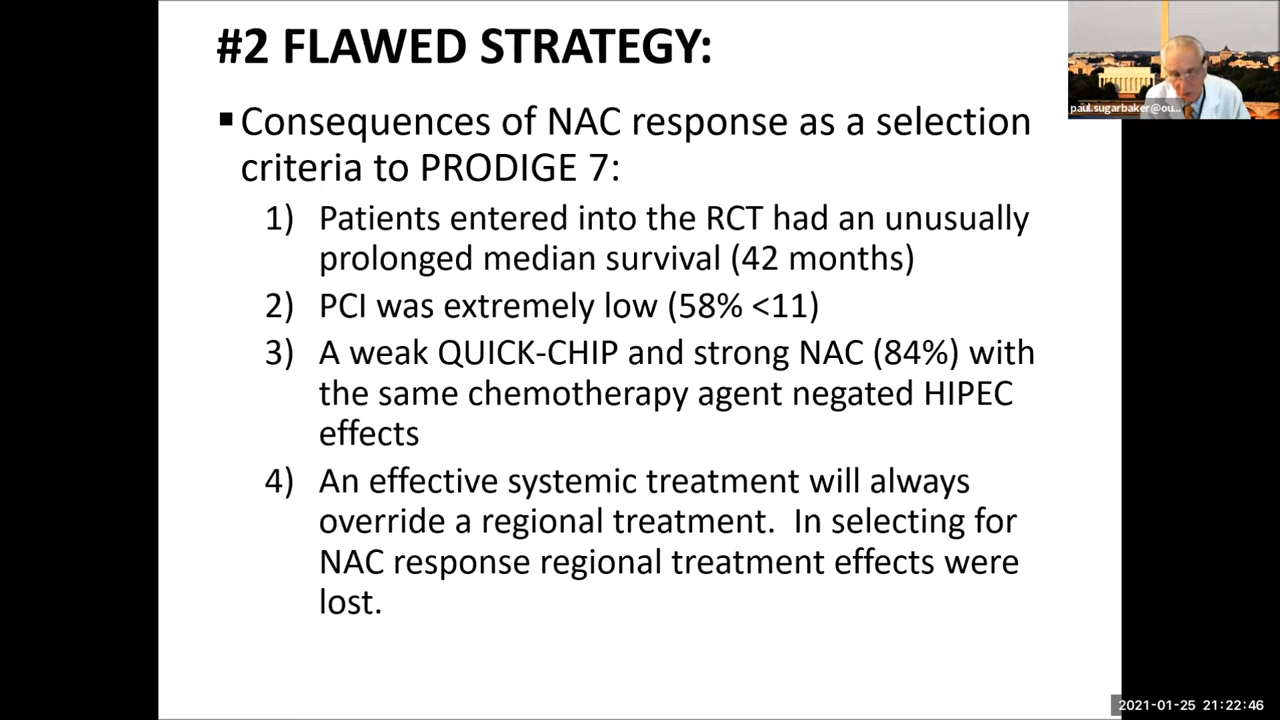 #2 FLAWED STRATEGY:
paul.sugarbaker@ou...
▪ Consequences of NAC response as a selection
criteria to PRODIGE 7:
1) Patients entered into the RCT had an unusually
prolonged median survival (42 months)
2) PCI was extremely low (58% <11)
3) A weak QUICK-CHIP and strong NAC (84%) with
the same chemotherapy agent negated HIPEC
effects
4) An effective systemic treatment will always
override a regional treatment.  In selecting for
NAC response regional treatment effects were
lost.
2021-01-25 21:22:46